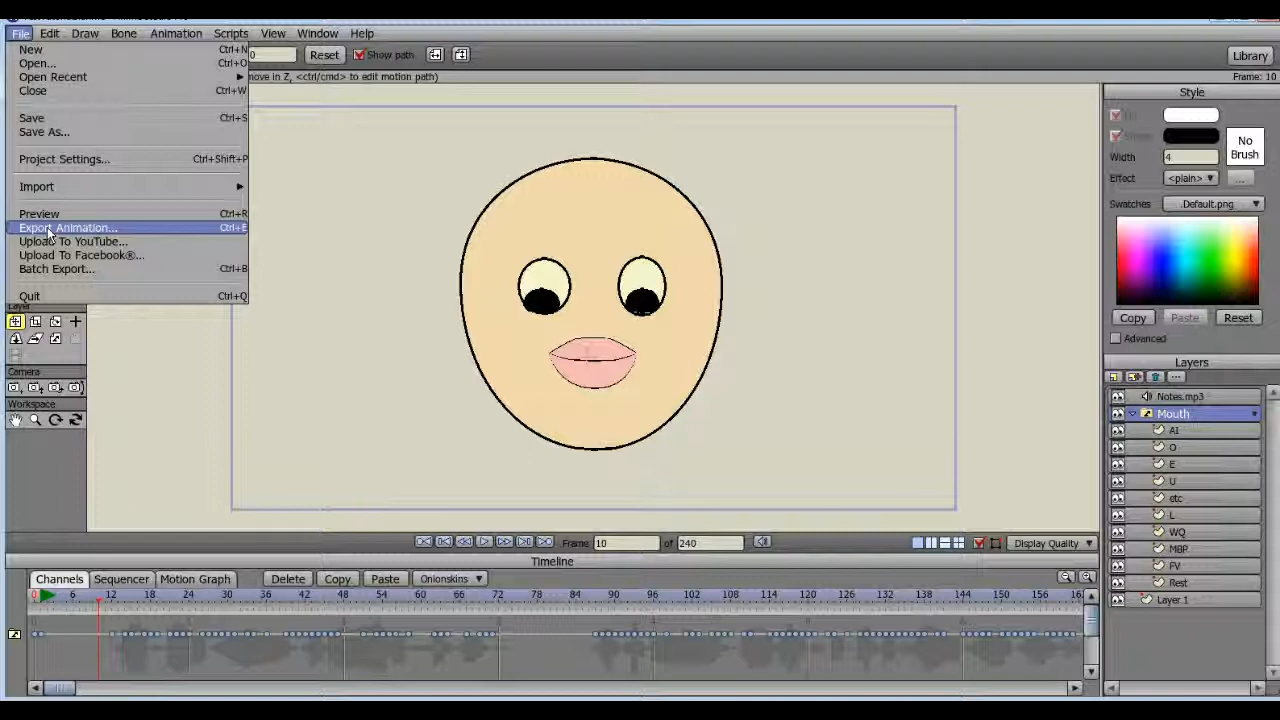 File Edit Draw Bone Animation Scripts View Window Help
New Ctrl+N
Open... Ctrl+O
Open Recent
Close Ctrl+W
Save Ctrl+S
Save As...
Project Settings... Ctrl+Shift+P
Import
Preview Ctrl+R
Export Animation... Ctrl+E
Upload To YouTube...
Upload To Facebook®...
Batch Export... Ctrl+B
Quit Ctrl+Q
0 Reset Show path Library
move in Z, <ctrl/cmd> to edit motion path) Frame: 10
Layer
Camera
Workspace
Style
No Brush
Width 4
Effect <plain> ...
Swatches .Default.png
Copy Paste Reset
Advanced
Layers
Notes.mp3
Mouth
AI
O
E
U
etc
L
WQ
MBP
FV
Rest
Layer 1
Frame 10 of 240 Display Quality
Timeline
Channels Sequencer Motion Graph Delete Copy Paste Onionskins
0 6 12 18 24 30 36 42 48 54 60 66 72 78 84 90 96 102 108 114 120 126 132 138 144 150 156